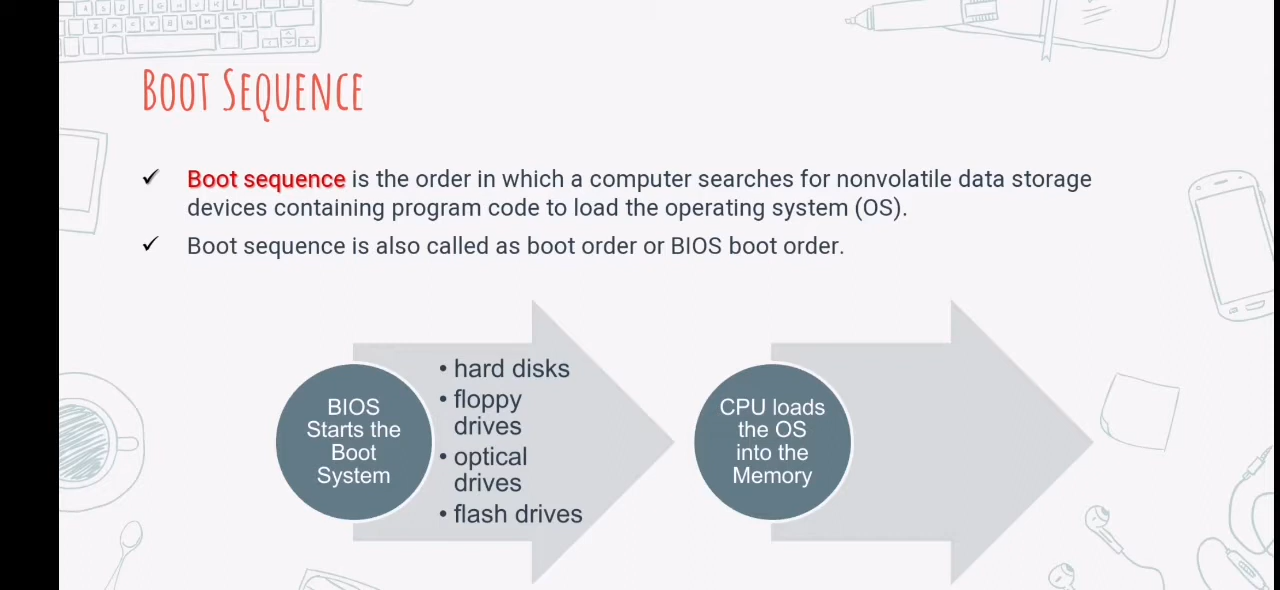 Boot Sequence
✓ Boot sequence is the order in which a computer searches for nonvolatile data storage
devices containing program code to load the operating system (OS).
✓ Boot sequence is also called as boot order or BIOS boot order.
BIOS
Starts the
Boot
System
• hard disks
• floppy
drives
• optical
drives
• flash drives
CPU loads
the OS
into the
Memory